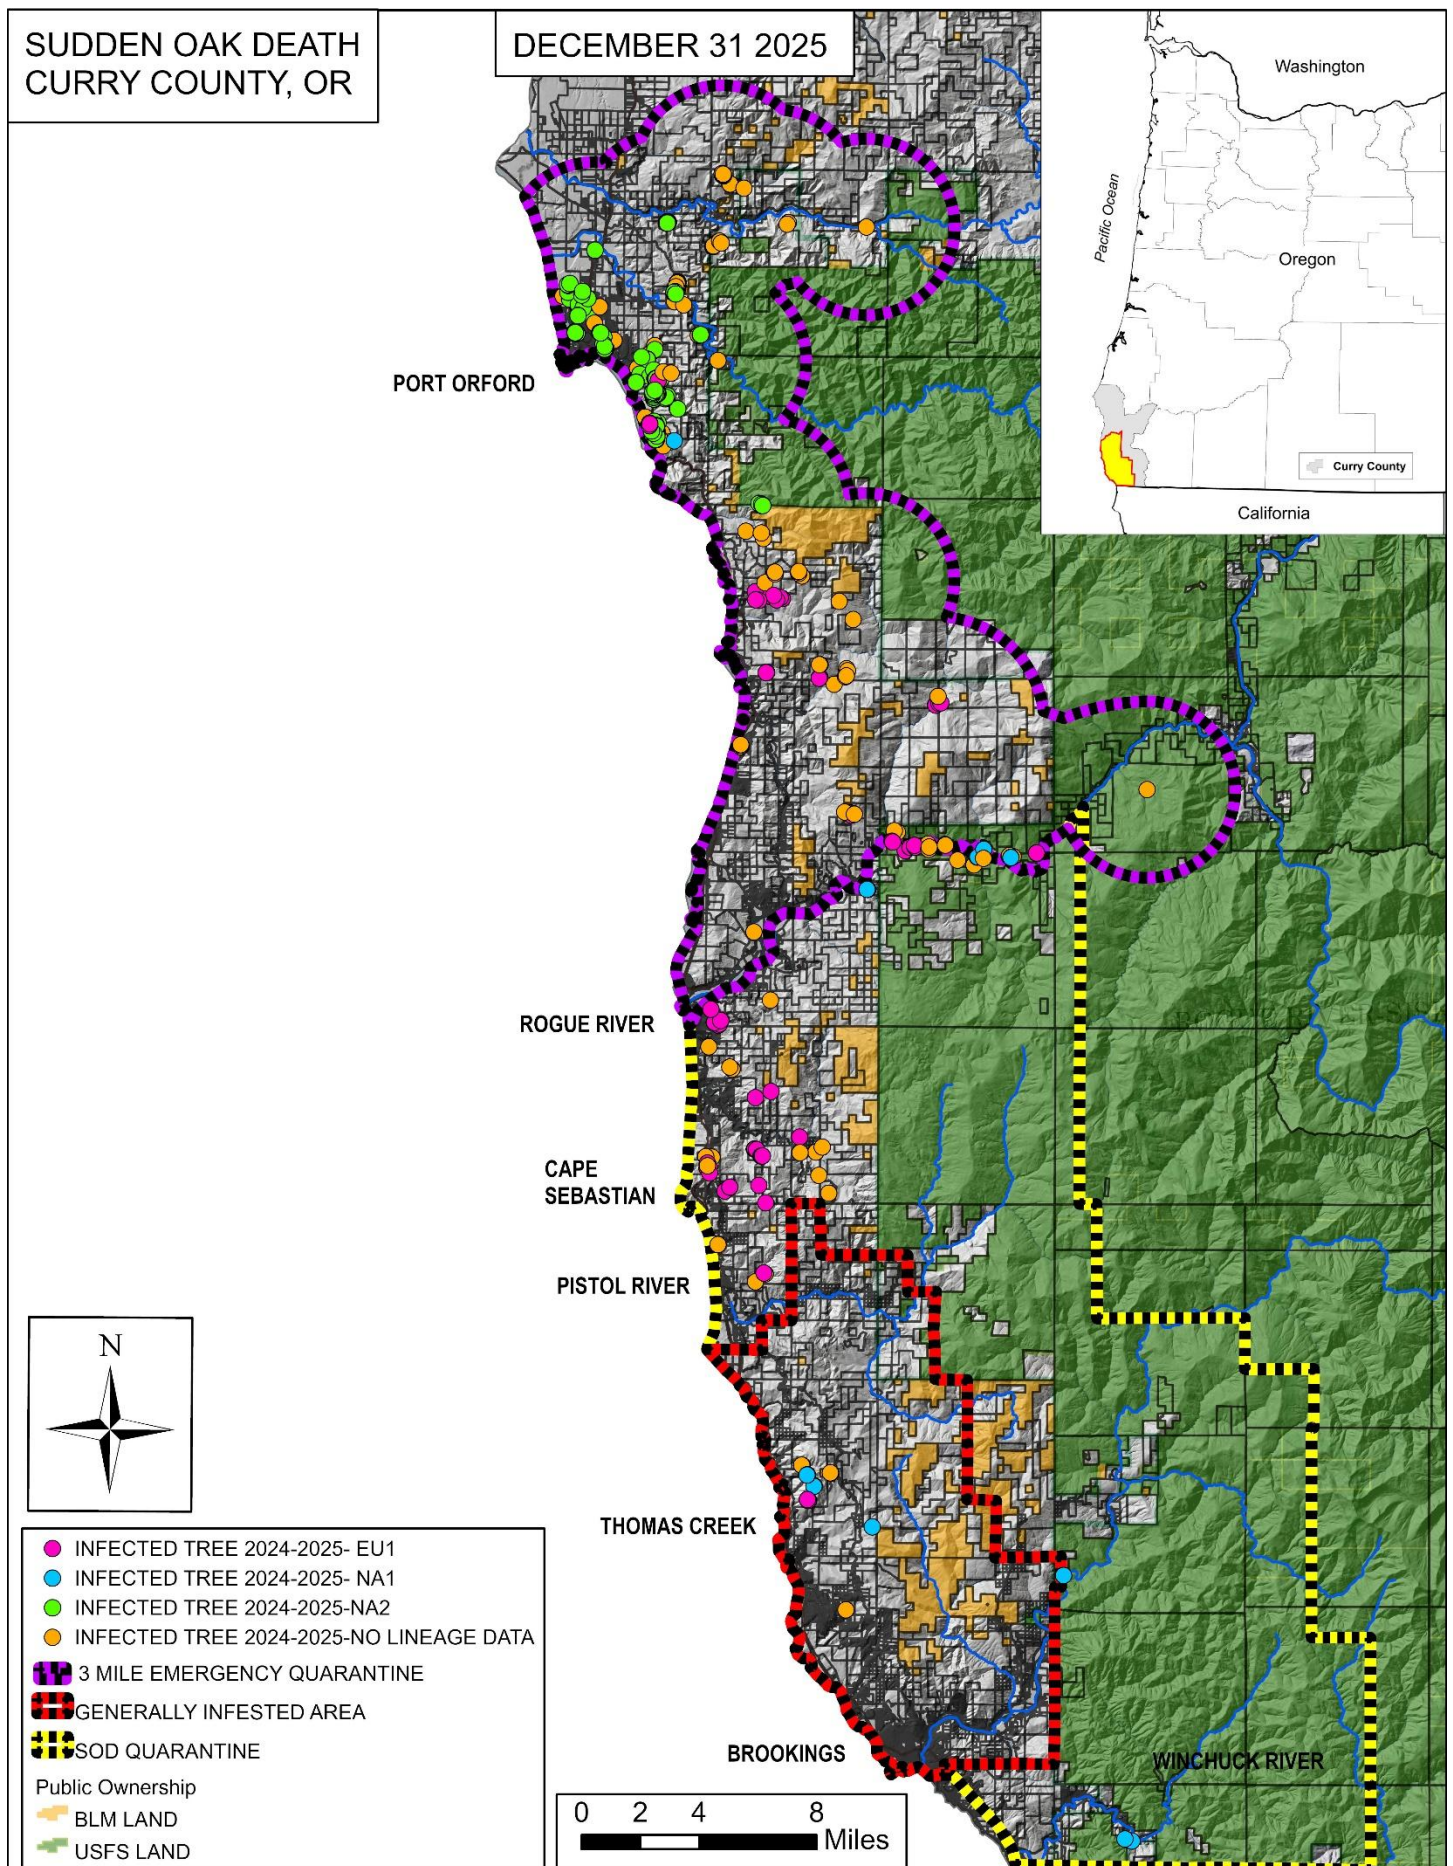 SUDDEN OAK DEATH
CURRY COUNTY, OR
DECEMBER 31 2025
Washington
Pacific Ocean
Oregon
Curry County
California
PORT ORFORD
ROGUE RIVER
CAPE
SEBASTIAN
PISTOL RIVER
N
THOMAS CREEK
BROOKINGS
WINCHUCK RIVER
INFECTED TREE 2024-2025- EU1
INFECTED TREE 2024-2025- NA1
INFECTED TREE 2024-2025-NA2
INFECTED TREE 2024-2025-NO LINEAGE DATA
3 MILE EMERGENCY QUARANTINE
GENERALLY INFESTED AREA
SOD QUARANTINE
Public Ownership
BLM LAND
USFS LAND
0 2 4 8
Miles